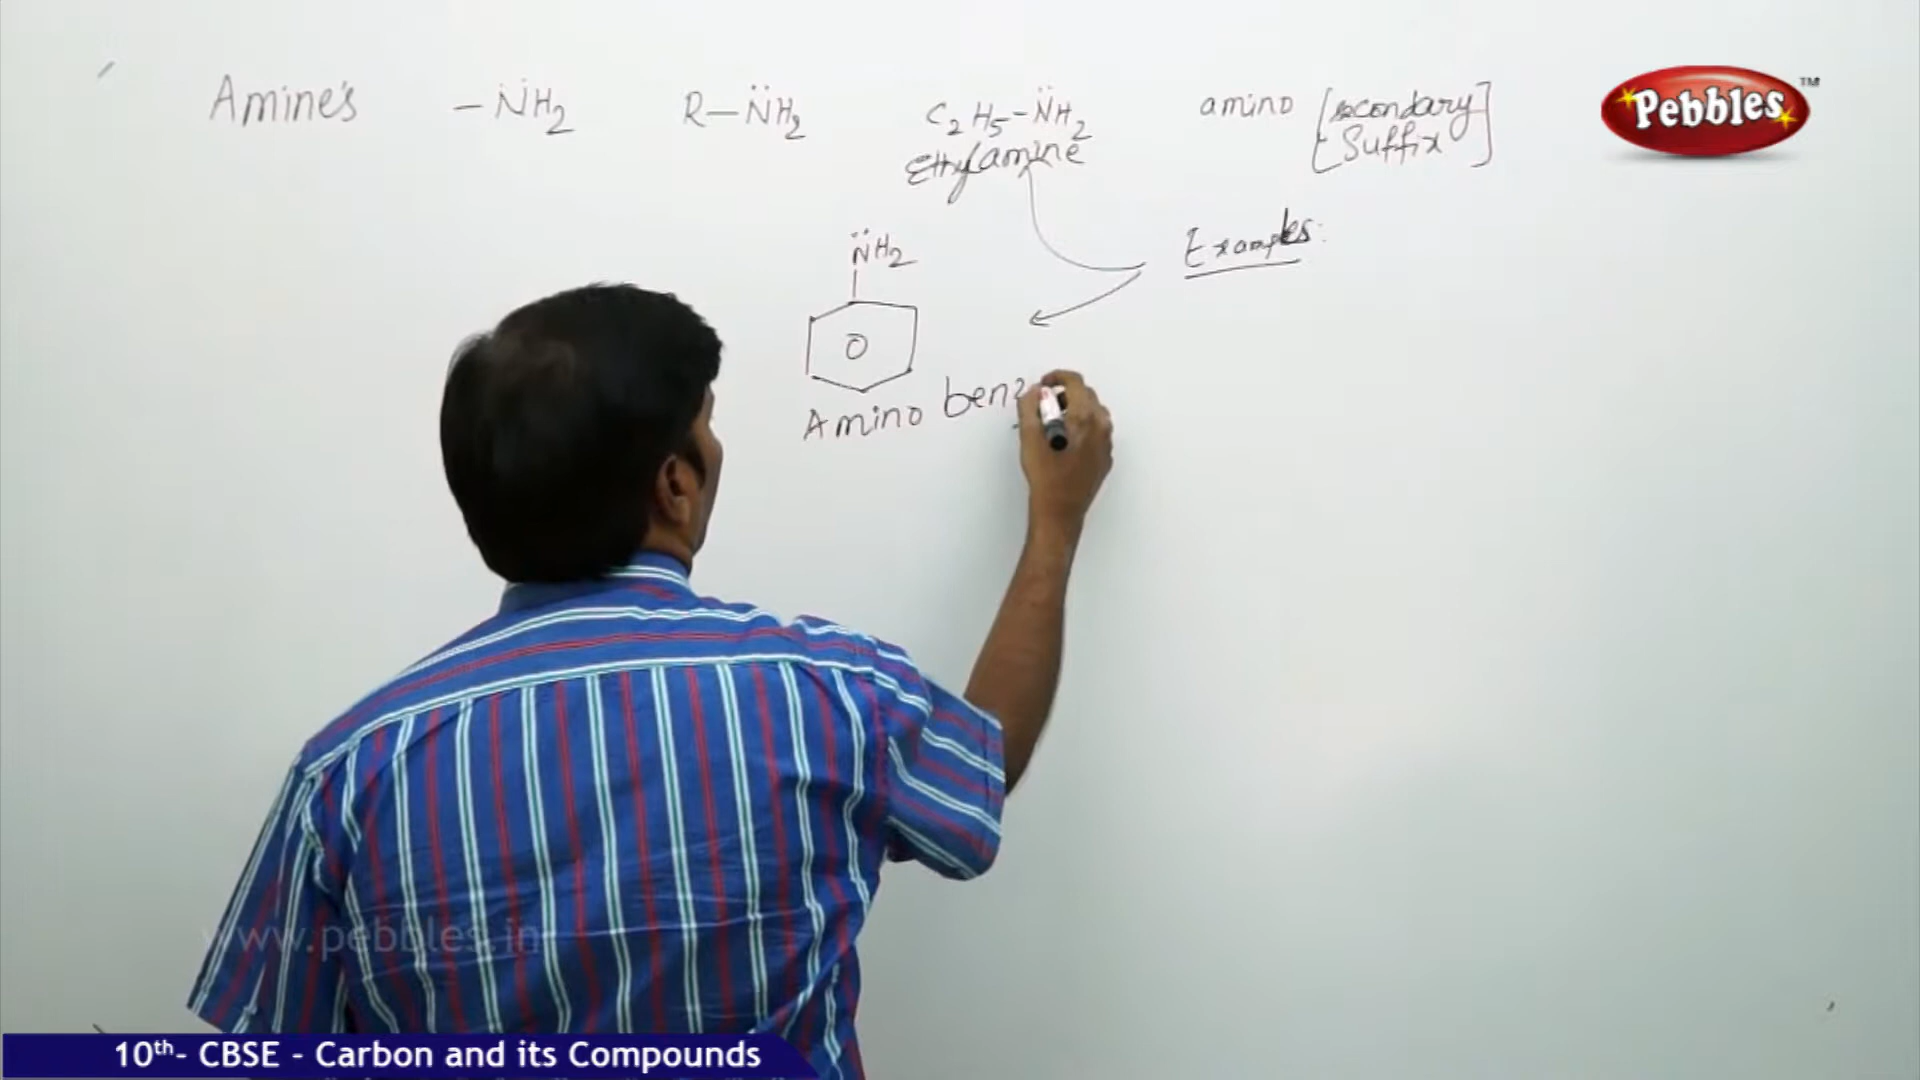 Amine's -N̈H₂ R-N̈H₂ C₂H₅-N̈H₂ amino [secondary
Suffix]
Ethylamine
Pebbles™
Examples:
N̈H₂
Amino benz
www.pebbles.in
10th- CBSE - Carbon and its Compounds